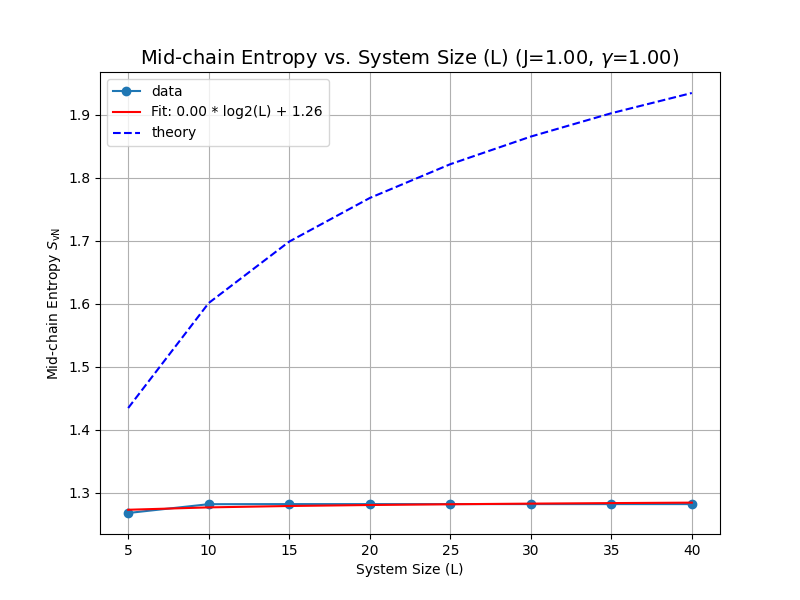 Mid-chain Entropy vs. System Size (L) (J=1.00, γ=1.00)
data
Fit: 0.00 * log2(L) + 1.26
theory
1.9
1.8
1.7
1.6
1.5
1.4
1.3
Mid-chain Entropy S_vN
5 10 15 20 25 30 35 40
System Size (L)